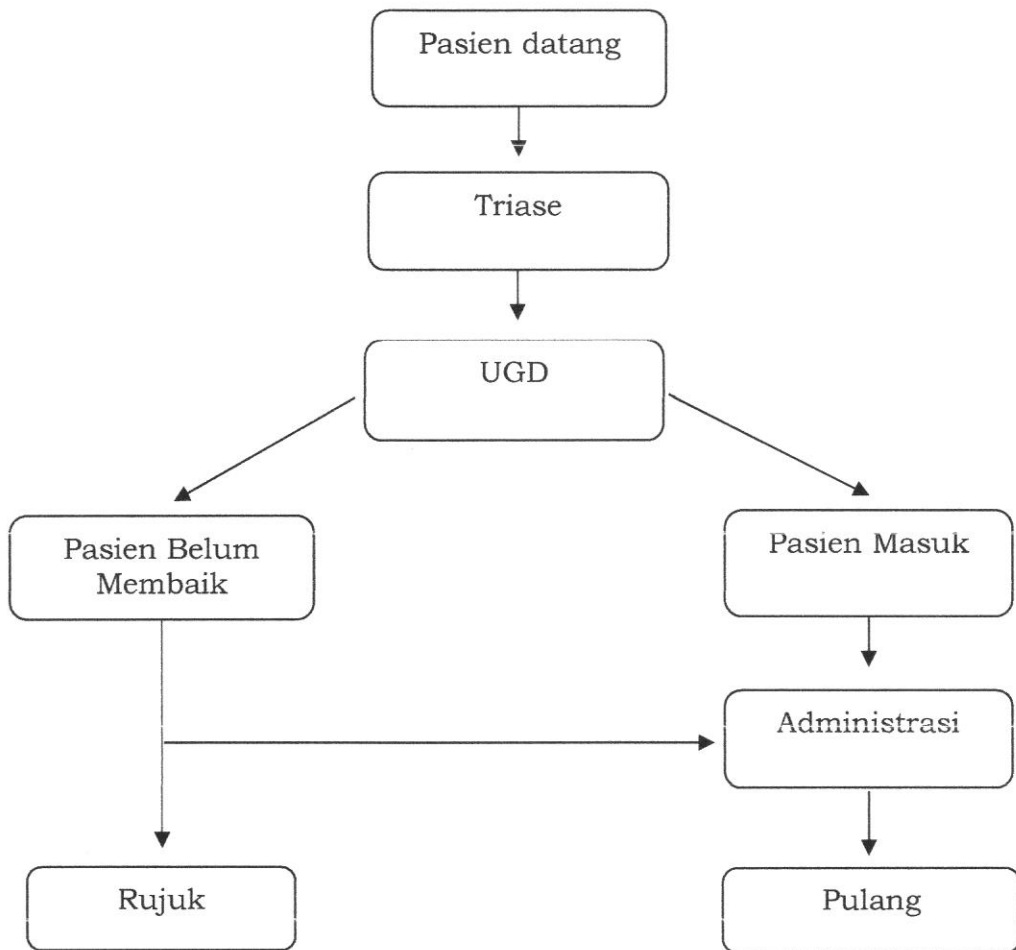 Pasien datang
Triase
UGD
Pasien Belum
Membaik
Pasien Masuk
Administrasi
Rujuk
Pulang